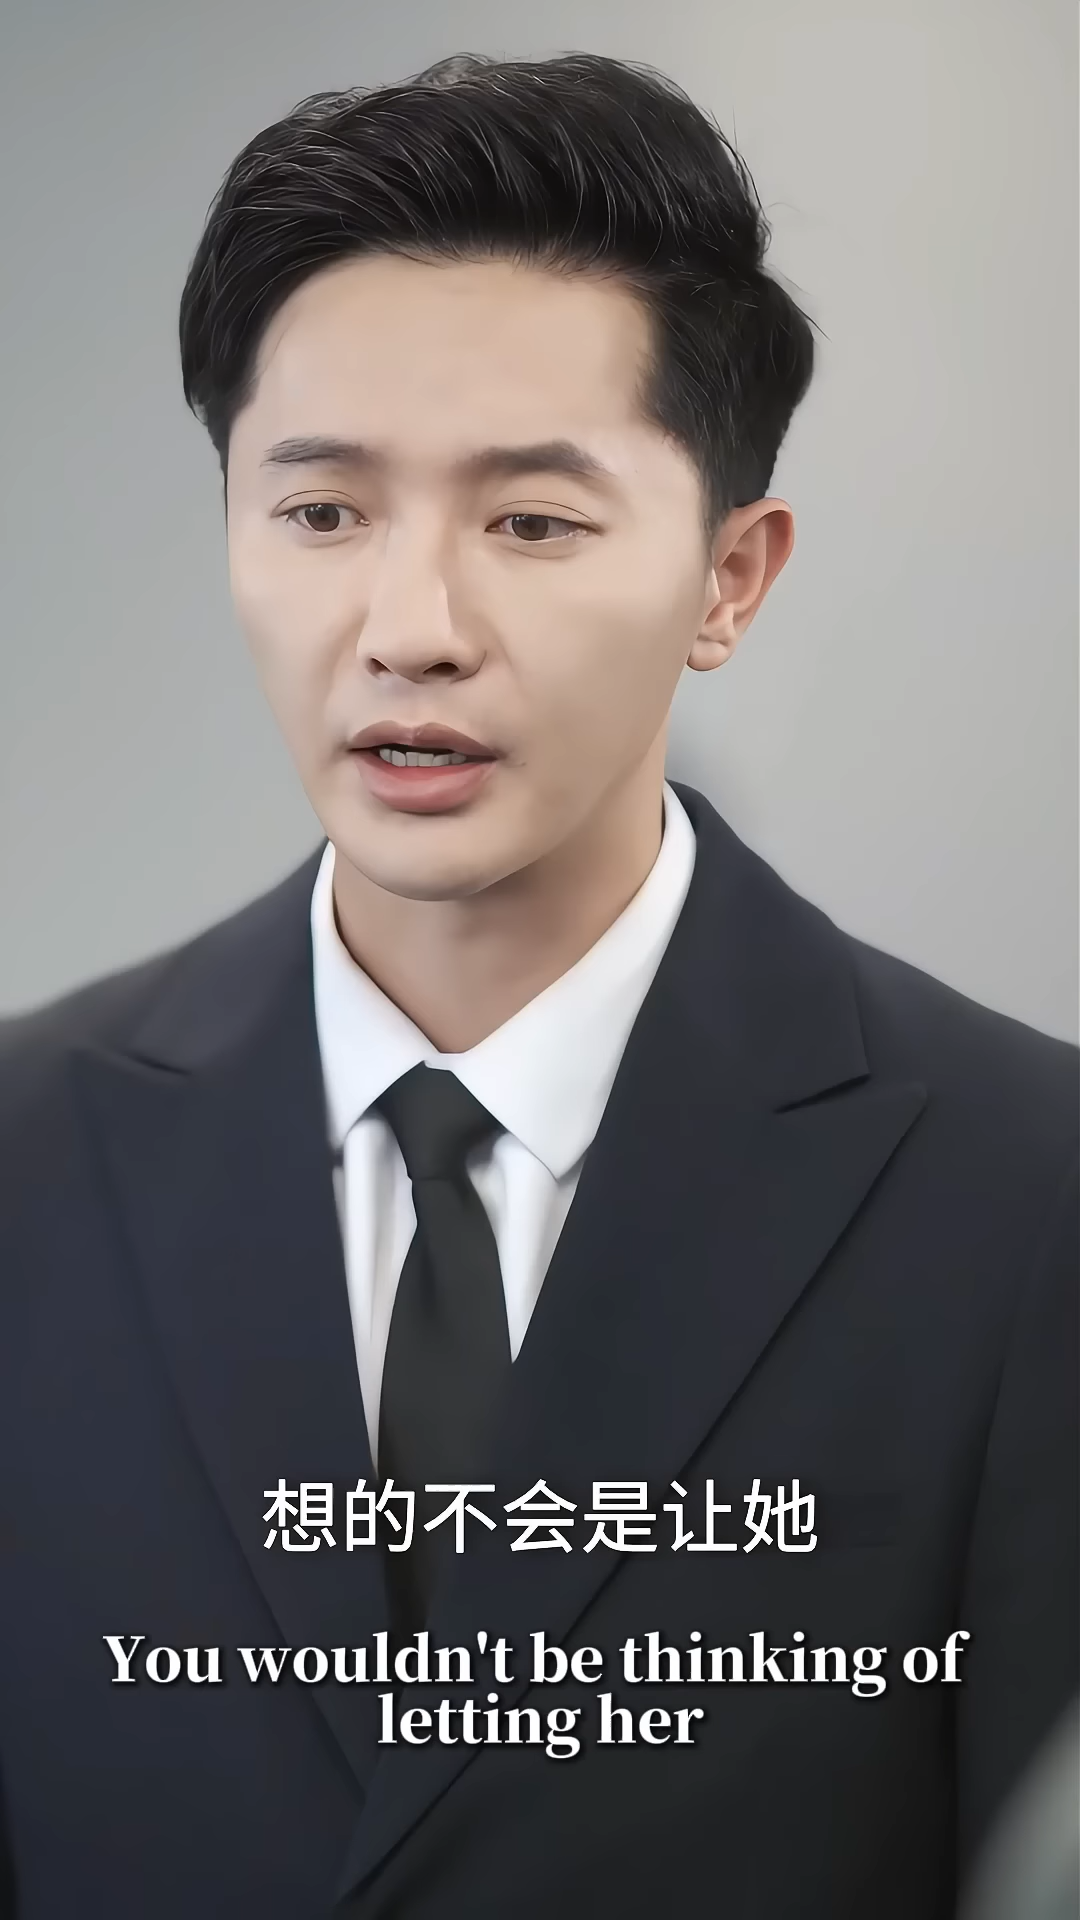 想的不会是让她
You wouldn't be thinking of
letting her